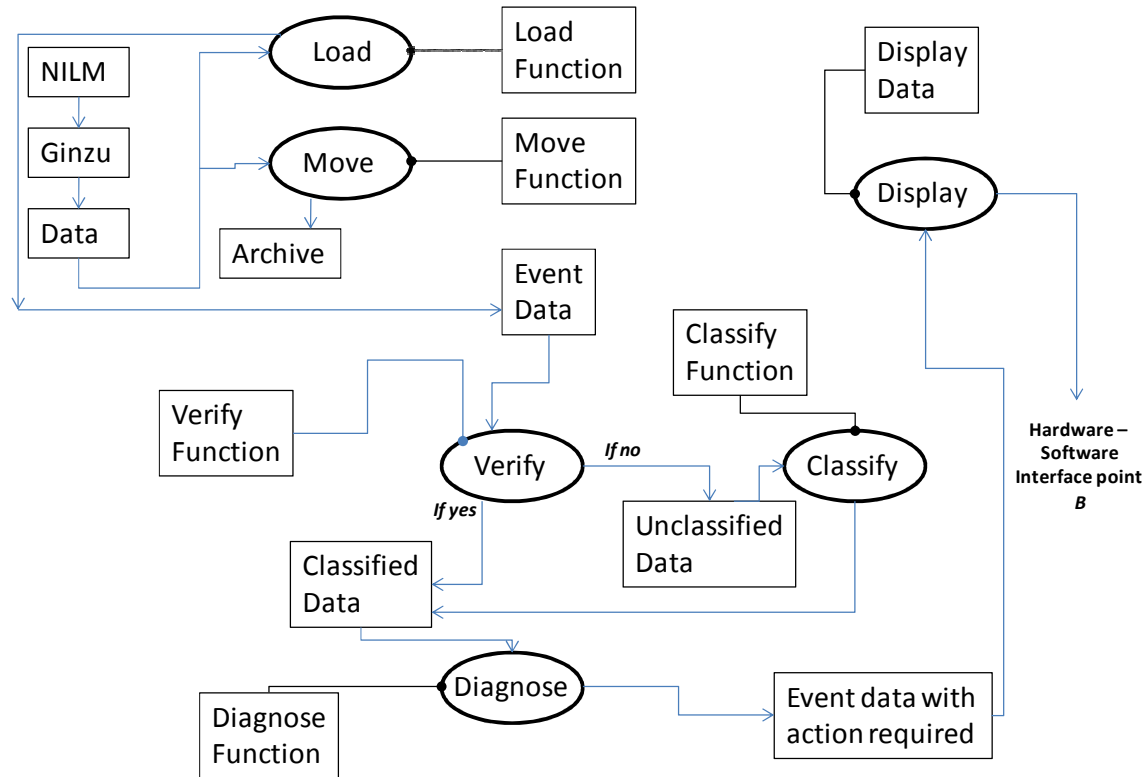 Load
Load
Function
NILM
Ginzu
Data
Move
Move
Function
Archive
Display
Data
Display
Event
Data
Classify
Function
Verify
Function
Verify
If no
Classify
Hardware –
Software
Interface point
B
If yes
Unclassified
Data
Classified
Data
Diagnose
Diagnose
Function
Event data with
action required